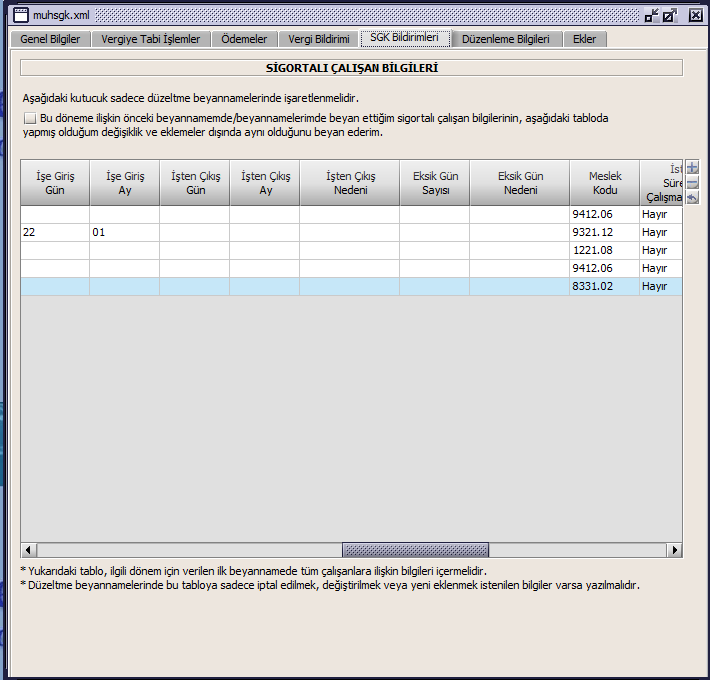 muhsgk.xml
Genel Bilgiler Vergiye Tabi İşlemler Ödemeler Vergi Bildirimi SGK Bildirimleri Düzenleme Bilgileri Ekler
SİGORTALI ÇALIŞAN BİLGİLERİ
Aşağıdaki kutucuk sadece düzeltme beyannamelerinde işaretlenmelidir.
Bu döneme ilişkin önceki beyannamemde/beyannamelerimde beyan ettiğim sigortalı çalışan bilgilerinin, aşağıdaki tabloda
yapmış olduğum değişiklik ve eklemeler dışında aynı olduğunu beyan ederim.
İşe Giriş Gün İşe Giriş Ay İşten Çıkış Gün İşten Çıkış Ay İşten Çıkış Nedeni Eksik Gün Sayısı Eksik Gün Nedeni Meslek Kodu İst Süre Çalışma
9412.06 Hayır
22 01 9321.12 Hayır
1221.08 Hayır
9412.06 Hayır
8331.02 Hayır
* Yukarıdaki tablo, ilgili dönem için verilen ilk beyannamede tüm çalışanlara ilişkin bilgileri içermelidir.
* Düzeltme beyannamelerinde bu tabloya sadece iptal edilmek, değiştirilmek veya yeni eklenmek istenilen bilgiler varsa yazılmalıdır.